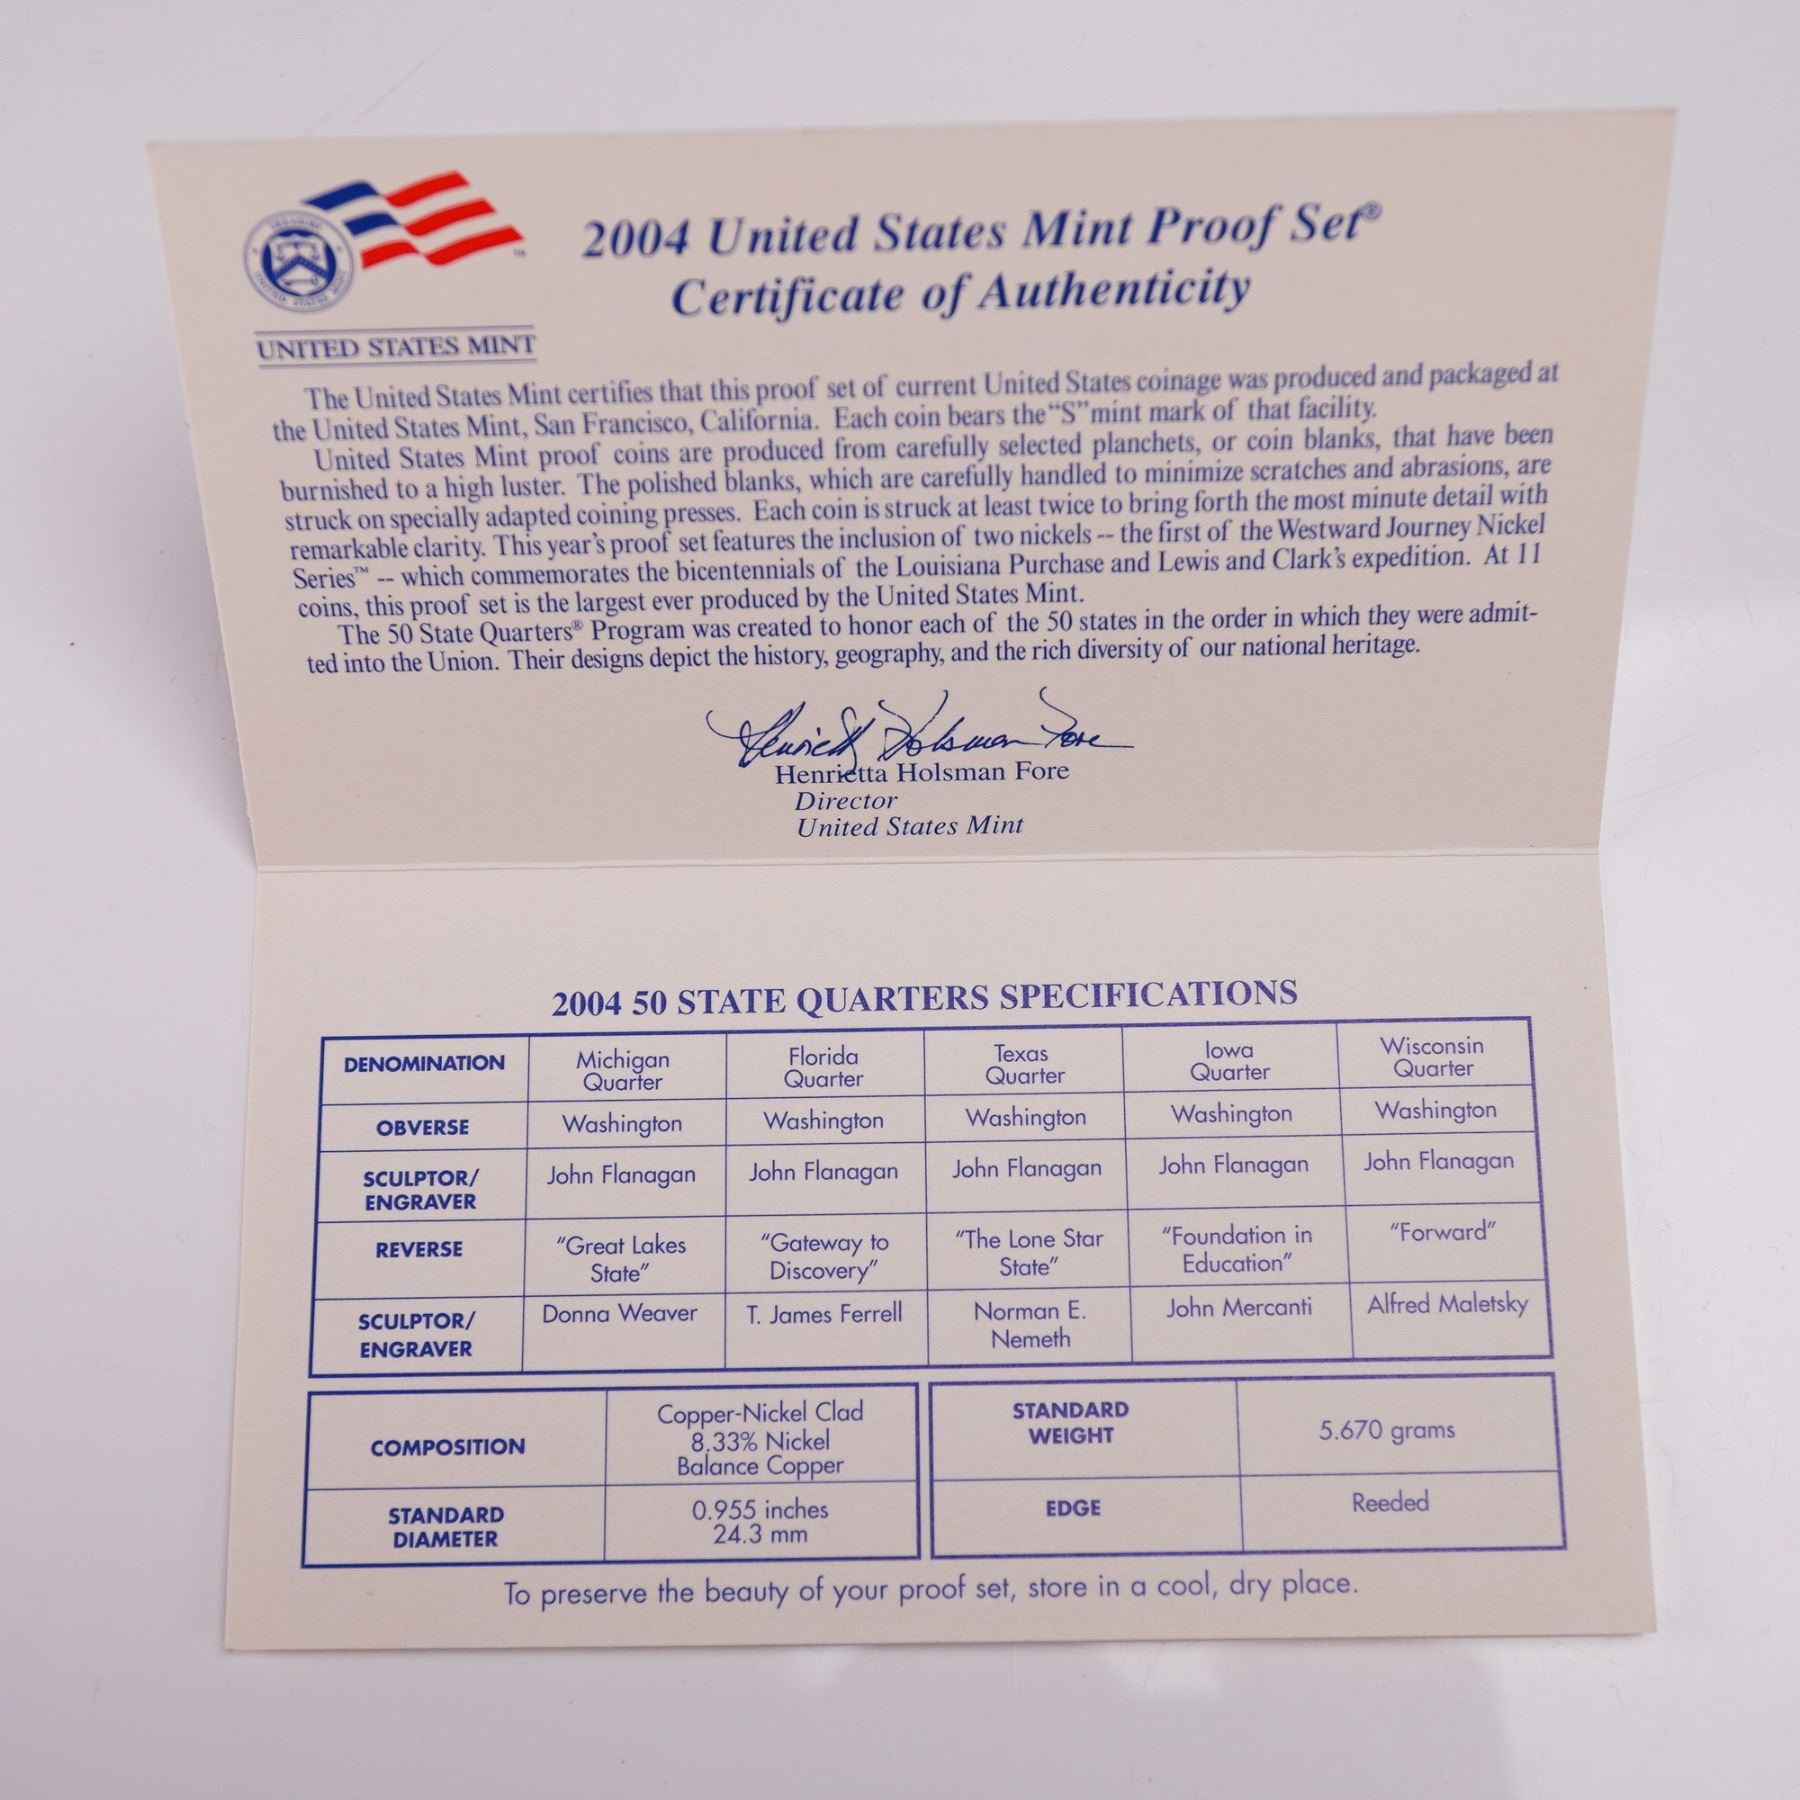 2004 United States Mint Proof Set®
Certificate of Authenticity
UNITED STATES MINT
The United States Mint certifies that this proof set of current United States coinage was produced and packaged at
the United States Mint, San Francisco, California. Each coin bears the "S" mint mark of that facility.
United States Mint proof coins are produced from carefully selected planchets, or coin blanks, that have been
burnished to a high luster. The polished blanks, which are carefully handled to minimize scratches and abrasions, are
struck on specially adapted coining presses. Each coin is struck at least twice to bring forth the most minute detail with
remarkable clarity. This year's proof set features the inclusion of two nickels -- the first of the Westward Journey Nickel
Series™ -- which commemorates the bicentennials of the Louisiana Purchase and Lewis and Clark's expedition. At 11
coins, this proof set is the largest ever produced by the United States Mint.
The 50 State Quarters® Program was created to honor each of the 50 states in the order in which they were admit-
ted into the Union. Their designs depict the history, geography, and the rich diversity of our national heritage.
Henrietta Holsman Fore
Henrietta Holsman Fore
Director
United States Mint
2004 50 STATE QUARTERS SPECIFICATIONS
DENOMINATION Michigan Quarter Florida Quarter Texas Quarter Iowa Quarter Wisconsin Quarter
OBVERSE Washington Washington Washington Washington Washington
SCULPTOR/ ENGRAVER John Flanagan John Flanagan John Flanagan John Flanagan John Flanagan
REVERSE "Great Lakes State" "Gateway to Discovery" "The Lone Star State" "Foundation in Education" "Forward"
SCULPTOR/ ENGRAVER Donna Weaver T. James Ferrell Norman E. Nemeth John Mercanti Alfred Maletsky
COMPOSITION Copper-Nickel Clad 8.33% Nickel Balance Copper
STANDARD WEIGHT 5.670 grams
STANDARD DIAMETER 0.955 inches 24.3 mm
EDGE Reeded
To preserve the beauty of your proof set, store in a cool, dry place.